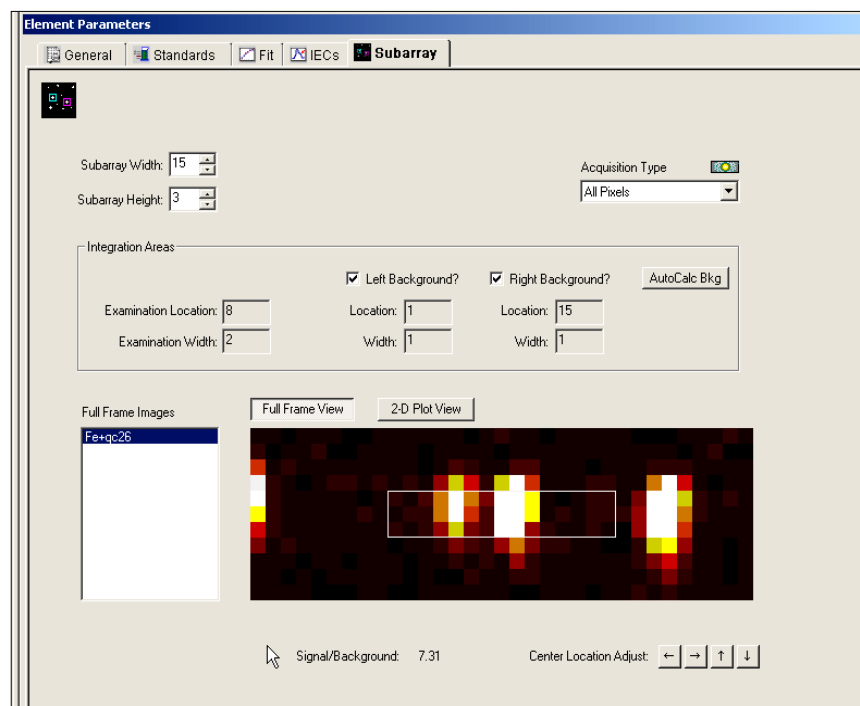 Element Parameters
General Standards Fit IECs Subarray
Subarray Width: 15
Acquisition Type
Subarray Height: 3
All Pixels
Integration Areas
Left Background? Right Background? AutoCalc Bkg
Examination Location: 8 Location: 1 Location: 15
Examination Width: 2 Width: 1 Width: 1
Full Frame Images Full Frame View 2-D Plot View
Fe+qc26
Signal/Background: 7.31 Center Location Adjust: ← → ↑ ↓